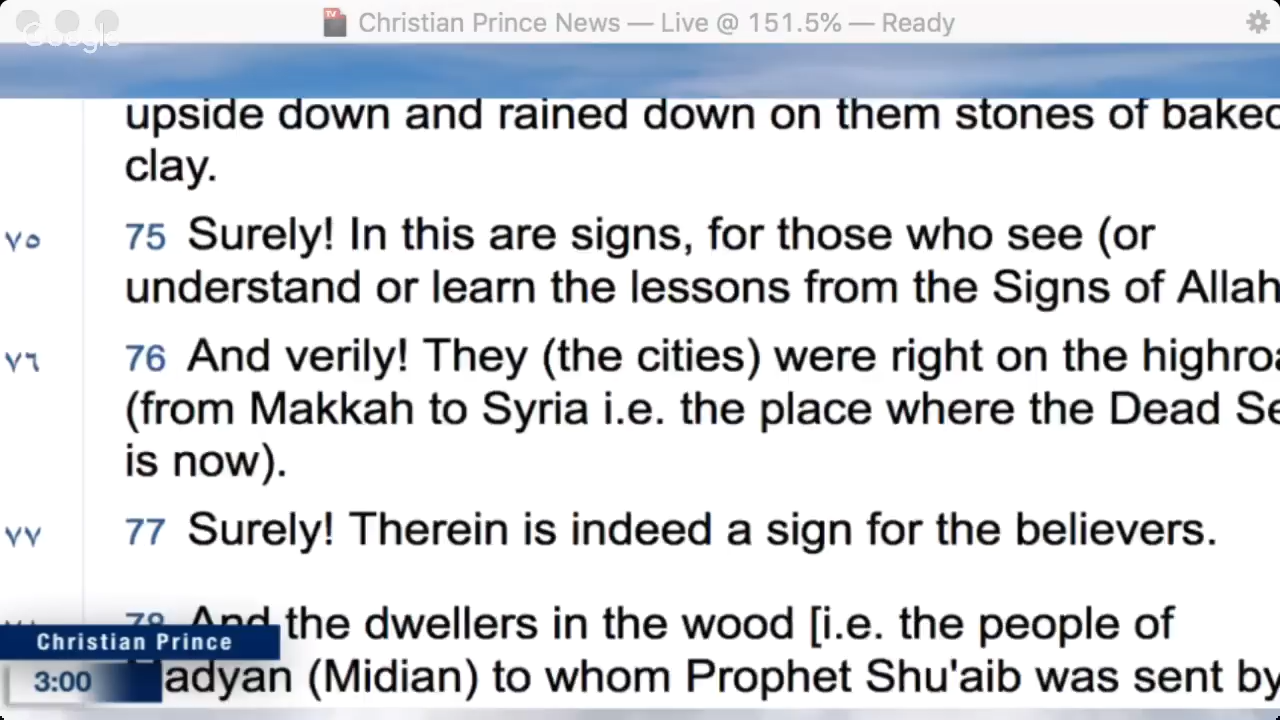 Christian Prince News — Live @ 151.5% — Ready
Google
upside down and rained down on them stones of baked
clay.
٧٥ 75 Surely! In this are signs, for those who see (or
understand or learn the lessons from the Signs of Allah
٧٦ 76 And verily! They (the cities) were right on the highroa
(from Makkah to Syria i.e. the place where the Dead Se
is now).
٧٧ 77 Surely! Therein is indeed a sign for the believers.
78 And the dwellers in the wood [i.e. the people of
adyan (Midian) to whom Prophet Shu'aib was sent by
Christian Prince
3:00